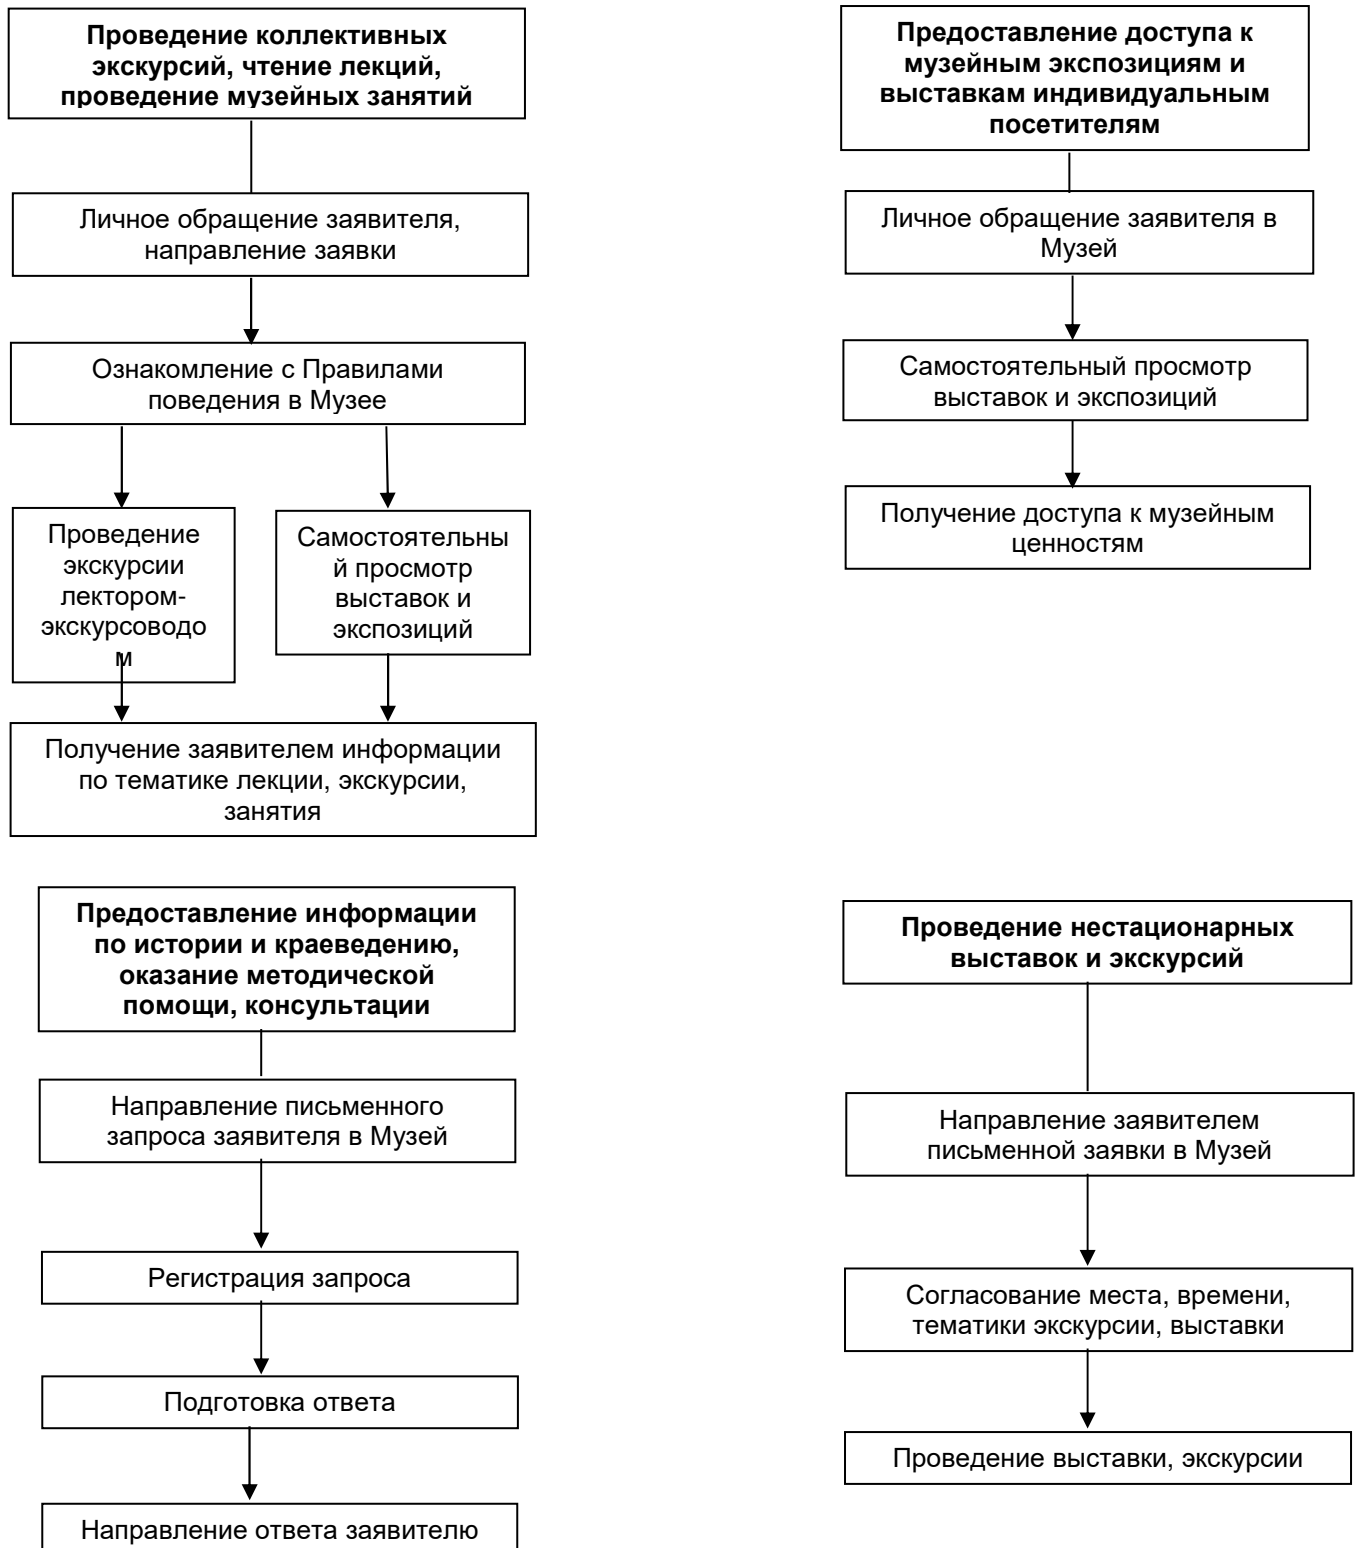 Проведение коллективных
экскурсий, чтение лекций,
проведение музейных занятий
Личное обращение заявителя,
направление заявки
Ознакомление с Правилами
поведения в Музее
Проведение
экскурсии
лектором-
экскурсоводо
м
Самостоятельны
й просмотр
выставок и
экспозиций
Получение заявителем информации
по тематике лекции, экскурсии,
занятия
Предоставление доступа к
музейным экспозициям и
выставкам индивидуальным
посетителям
Личное обращение заявителя в
Музей
Самостоятельный просмотр
выставок и экспозиций
Получение доступа к музейным
ценностям
Предоставление информации
по истории и краеведению,
оказание методической
помощи, консультации
Направление письменного
запроса заявителя в Музей
Регистрация запроса
Подготовка ответа
Направление ответа заявителю
Проведение нестационарных
выставок и экскурсий
Направление заявителем
письменной заявки в Музей
Согласование места, времени,
тематики экскурсии, выставки
Проведение выставки, экскурсии